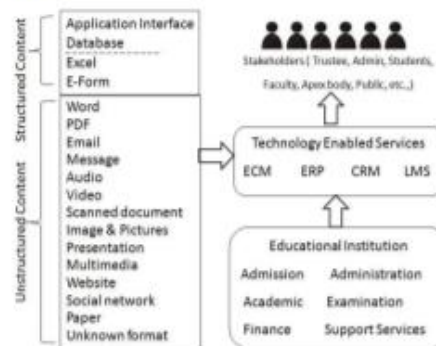 Structured Content
Application Interface
Database
Excel
E-Form
Unstructured Content
Word
PDF
Email
Message
Audio
Video
Scanned document
Image & Pictures
Presentation
Multimedia
Website
Social network
Paper
Unknown format
Stakeholders( Trustee, Admin, Students,
Faculty, Apex body, Public, etc.,)
Technology Enabled Services
ECM ERP CRM LMS
Educational Institution
Admission Administration
Academic Examination
Finance Support Services